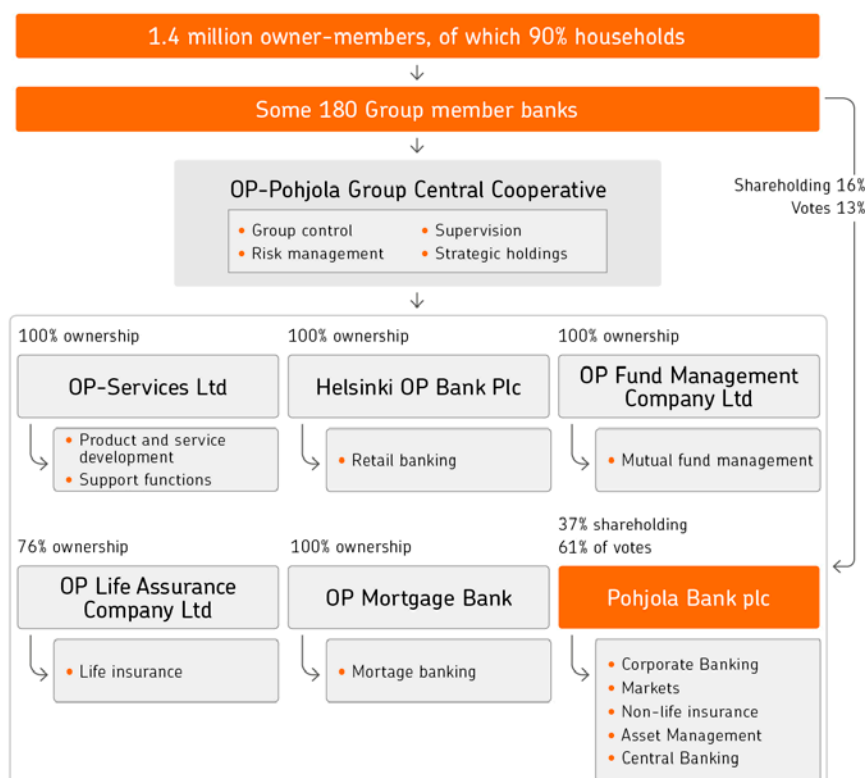 1.4 million owner-members, of which 90% households
Some 180 Group member banks
OP-Pohjola Group Central Cooperative
• Group control
• Supervision
• Risk management
• Strategic holdings
Shareholding 16%
Votes 13%
100% ownership
OP-Services Ltd
• Product and service
development
• Support functions
100% ownership
Helsinki OP Bank Plc
• Retail banking
100% ownership
OP Fund Management
Company Ltd
• Mutual fund management
76% ownership
OP Life Assurance
Company Ltd
• Life insurance
100% ownership
OP Mortgage Bank
• Mortage banking
37% shareholding
61% of votes
Pohjola Bank plc
• Corporate Banking
• Markets
• Non-life insurance
• Asset Management
• Central Banking